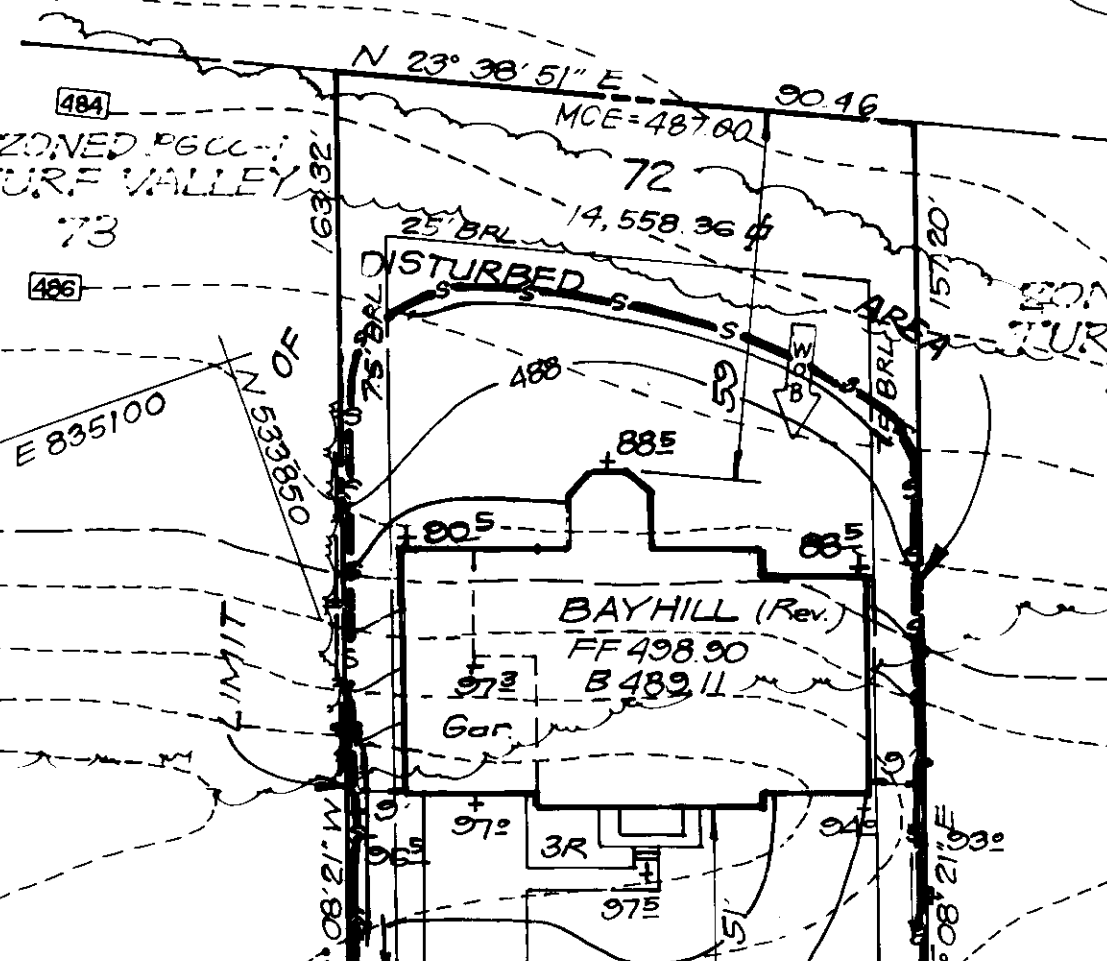 N 23° 38' 51" E
90.46
MCE=487.00
484
ZONED PGCC-1
TURF VALLEY
73
163.32'
72
14,558.36 ⏍
157.20'
25' BRL
DISTURBED
AREA
486
7.5' BRL
BRL
OF
WOB
488
59
E 835100
N 533850
88⁵
90⁵
88⁵
BAYHILL (Rev.)
FF 498.90
B 489.11
97³
Gar.
LIMIT
9'
9'
97⁰
94⁰
93⁰
96⁵
3R
97⁵
51'
08'21" W
08'21" E
S